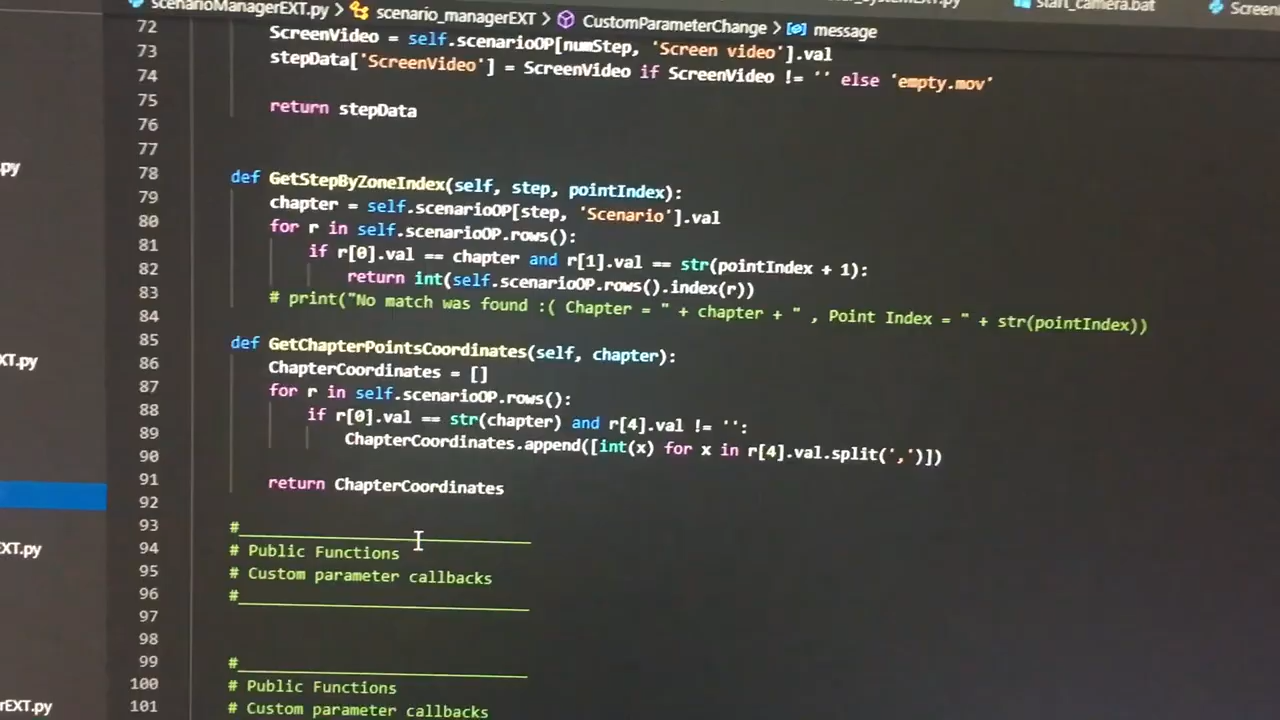 scenarioManagerEXT.py > scenario_managerEXT > CustomParameterChange > message
start_camera.bat
Screen
72 ScreenVideo = self.scenarioOP[numStep, 'Screen video'].val
73 stepData['ScreenVideo'] = ScreenVideo if ScreenVideo != '' else 'empty.mov'
74
75 return stepData
76
77
78 def GetStepByZoneIndex(self, step, pointIndex):
79 chapter = self.scenarioOP[step, 'Scenario'].val
80 for r in self.scenarioOP.rows():
81 if r[0].val == chapter and r[1].val == str(pointIndex + 1):
82 return int(self.scenarioOP.rows().index(r))
83 # print("No match was found :( Chapter = " + chapter + " , Point Index = " + str(pointIndex))
84
85 def GetChapterPointsCoordinates(self, chapter):
86 ChapterCoordinates = []
87 for r in self.scenarioOP.rows():
88 if r[0].val == str(chapter) and r[4].val != '':
89 ChapterCoordinates.append([int(x) for x in r[4].val.split(',')])
90
91 return ChapterCoordinates
92
93 #
94 # Public Functions
95 # Custom parameter callbacks
96 #
97
98
99 #
100 # Public Functions
101 # Custom parameter callbacks
.py
XT.py
EXT.py
rEXT.py